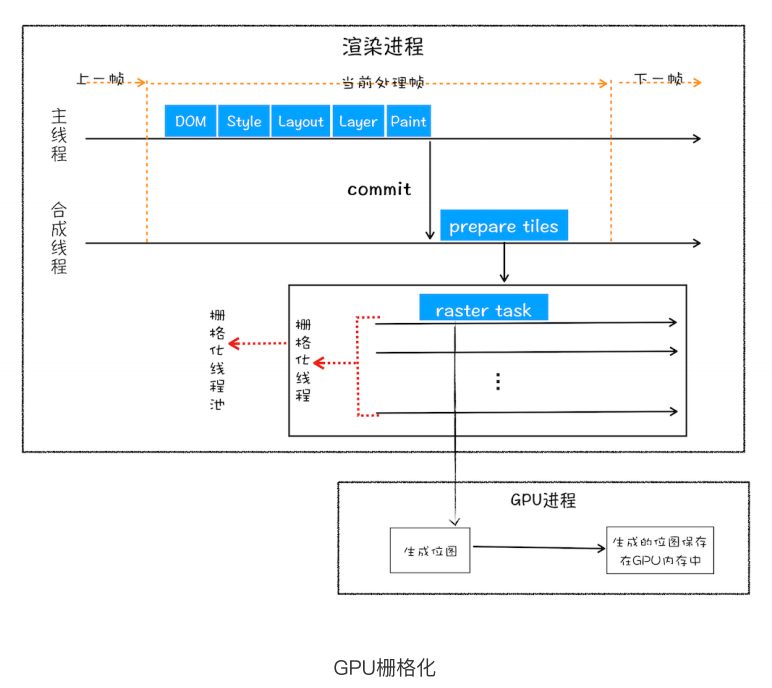 渲染进程
上一帧
当前处理帧
下一帧
主线程
DOM
Style
Layout
Layer
Paint
commit
合成线程
prepare tiles
raster task
栅格化线程池
栅格化线程
⋮
GPU进程
生成位图
生成的位图保存
在GPU内存中
GPU栅格化